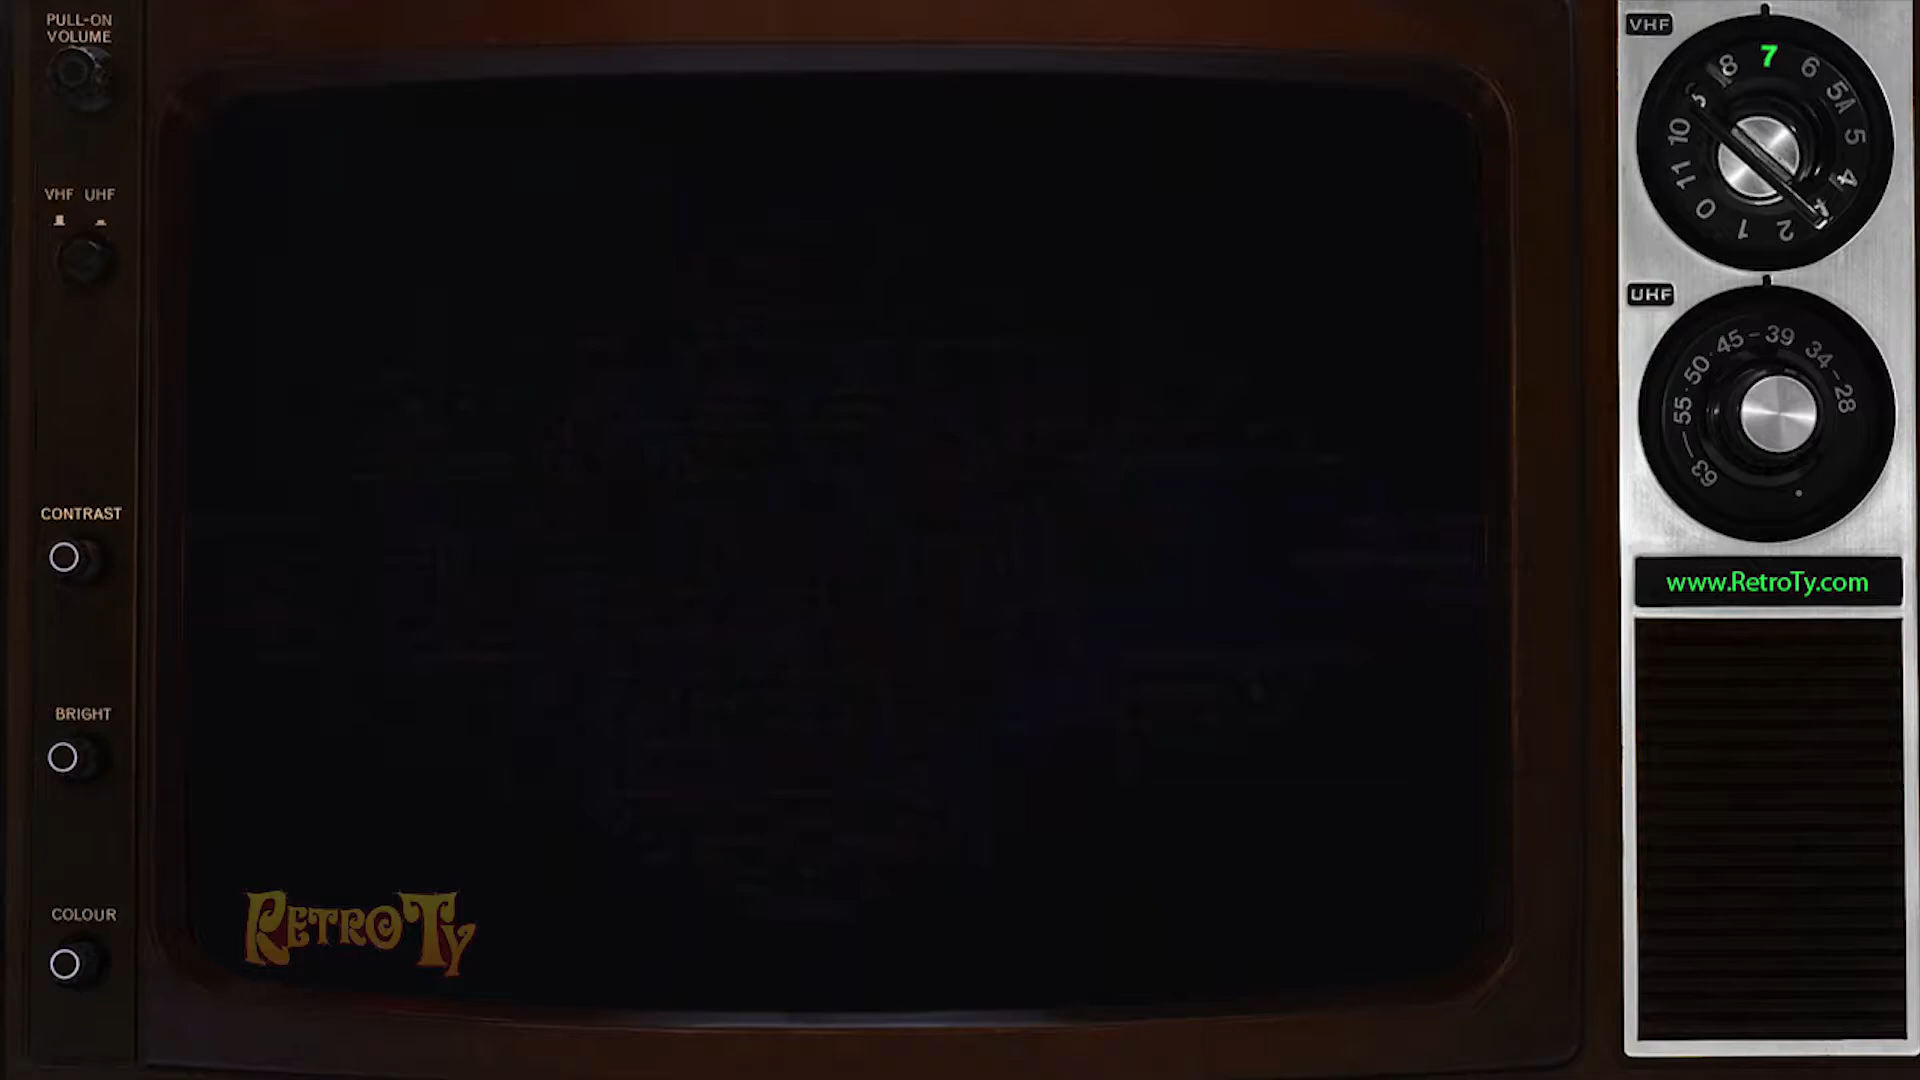 PULL-ON
VOLUME
VHF UHF
CONTRAST
BRIGHT
COLOUR
RETROTY
VHF
7
6
5A
5
4
2
1
0
11
10
8
UHF
63 55 50 45 39 34 28
www.RetroTy.com